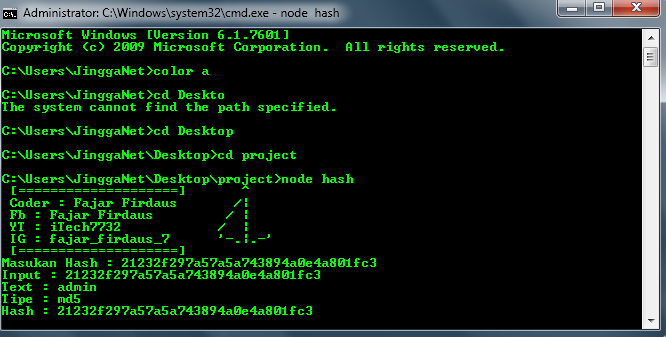 Administrator: C:\Windows\system32\cmd.exe - node hash
Microsoft Windows [Version 6.1.7601]
Copyright (c) 2009 Microsoft Corporation.  All rights reserved.
C:\Users\JinggaNet>color a
C:\Users\JinggaNet>cd Deskto
The system cannot find the path specified.
C:\Users\JinggaNet>cd Desktop
C:\Users\JinggaNet\Desktop>cd project
C:\Users\JinggaNet\Desktop\project>node hash
 [====================]       ^
 Coder : Fajar Firdaus       /¦
 Fb : Fajar Firdaus         / ¦
 YT : iTech7732            /  ¦
 IG : fajar_firdaus_7      '-.¦.-'
 [====================]
Masukan Hash : 21232f297a57a5a743894a0e4a801fc3
Input : 21232f297a57a5a743894a0e4a801fc3
Text : admin
Tipe : md5
Hash : 21232f297a57a5a743894a0e4a801fc3